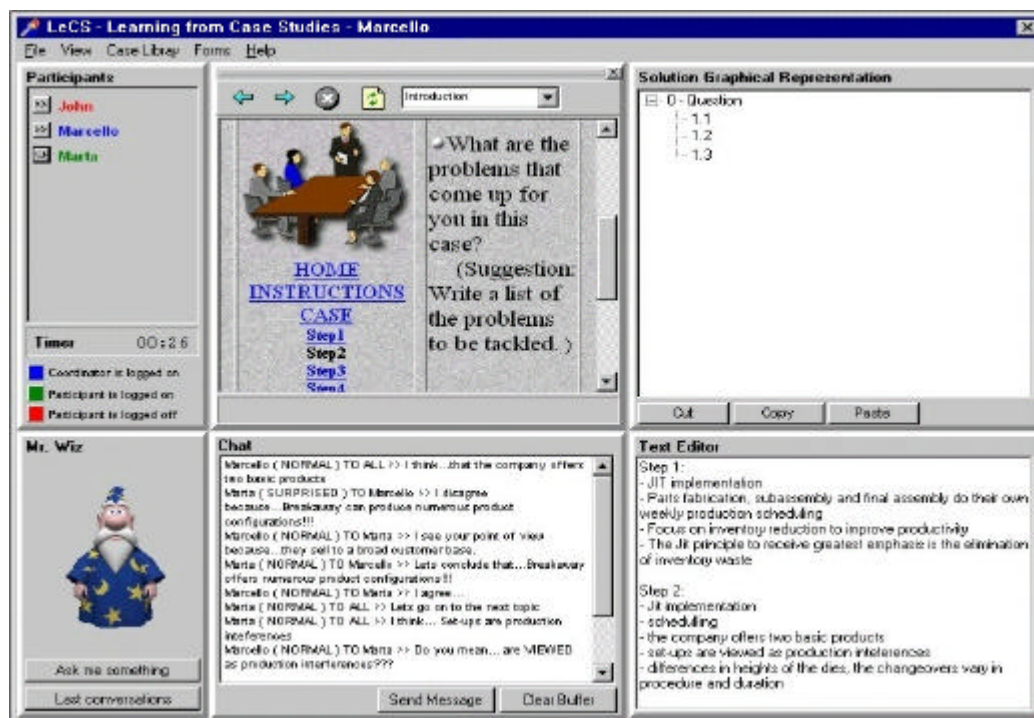 LeCS - Learning from Case Studies - Marcello
File View Case Library Forms Help
Participants
John
Marcello
Marta
Timer 00:26
Coordinator is logged on
Participant is logged on
Participant is logged off
Introduction
HOME
INSTRUCTIONS
CASE
Step1
Step2
Step3
Step4
What are the
problems that
come up for
you in this
case?
(Suggestion:
Write a list of
the problems
to be tackled. )
Solution Graphical Representation
0 - Question
1.1
1.2
1.3
Cut Copy Paste
Mr. Wiz
Ask me something
Last conversations
Chat
Marcello ( NORMAL ) TO ALL >> I think...that the company offers
two basic products
Marta ( SURPRISED ) TO Marcello >> I disagree
because...Breakaway can produce numerous product
configurations!!!
Marcello ( NORMAL ) TO Marta >> I see your point of view
because...they sell to a broad customer base.
Marta ( NORMAL ) TO Marcello >> Lets conclude that...Breakaway
offers numerous product configurations!!!
Marcello ( NORMAL ) TO Marta >> I agree...
Marta ( NORMAL ) TO ALL >> Lets go on to the next topic
Marta ( NORMAL ) TO ALL >> I think... Set-ups are production
inteferences
Marcello ( NORMAL ) TO Marta >> Do you mean... are VIEWED
as production interferences???
Send Message Clear Buffer
Text Editor
Step 1:
- JIT implementation
- Parts fabrication, subassembly and final assembly do their own
weekly production scheduling
- Focus on inventory reduction to improve productivity
- The Jit principle to receive greatest emphasis is the elimination
of inventory waste
Step 2:
- Jit implementation
- schedulling
- the company offers two basic products
- set-ups are viewed as production inteferences
- differences in heights of the dies, the changeovers vary in
procedure and duration